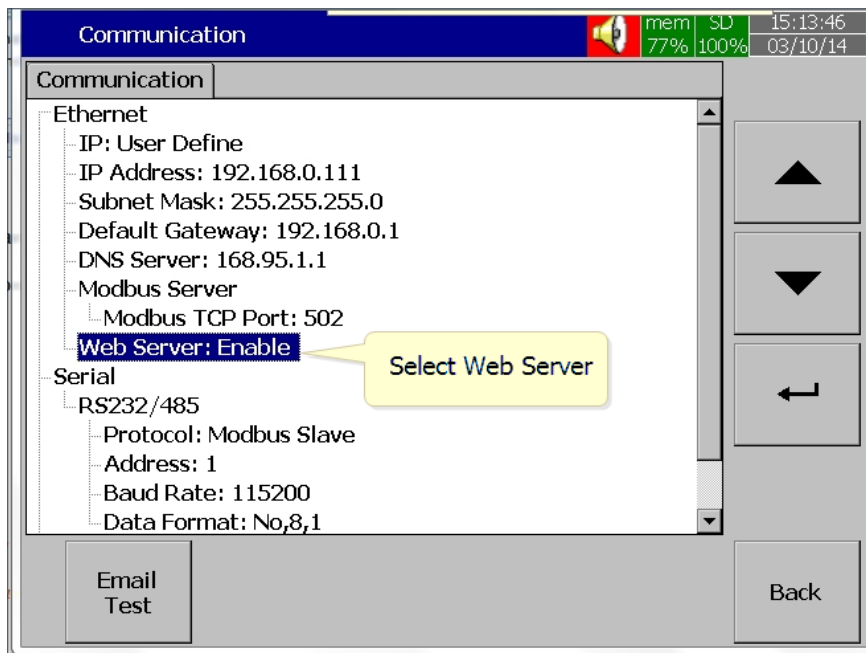 Communication
mem SD 15:13:46
77% 100% 03/10/14
Communication
Ethernet
IP: User Define
IP Address: 192.168.0.111
Subnet Mask: 255.255.255.0
Default Gateway: 192.168.0.1
DNS Server: 168.95.1.1
Modbus Server
Modbus TCP Port: 502
Web Server: Enable
Select Web Server
Serial
RS232/485
Protocol: Modbus Slave
Address: 1
Baud Rate: 115200
Data Format: No,8,1
Email
Test
Back